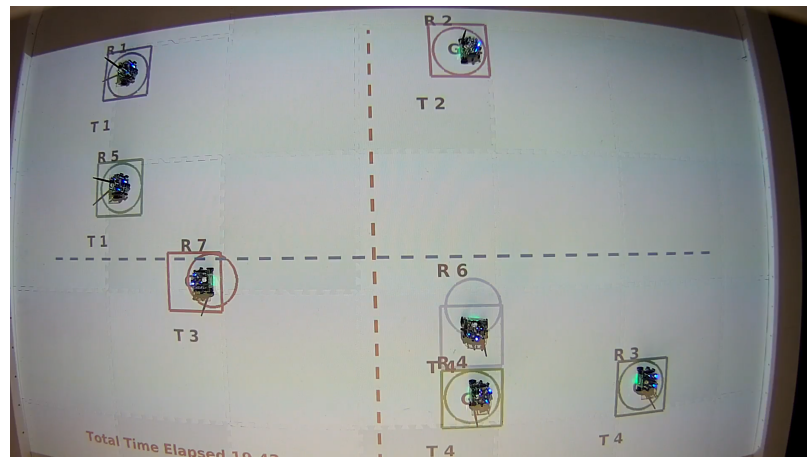 R 1
R 2
T 1
T 2
R 5
T 1
R 7
R 6
T 3
R 3
T 4
R 4
G
T 4
T 4
Total Time Elapsed